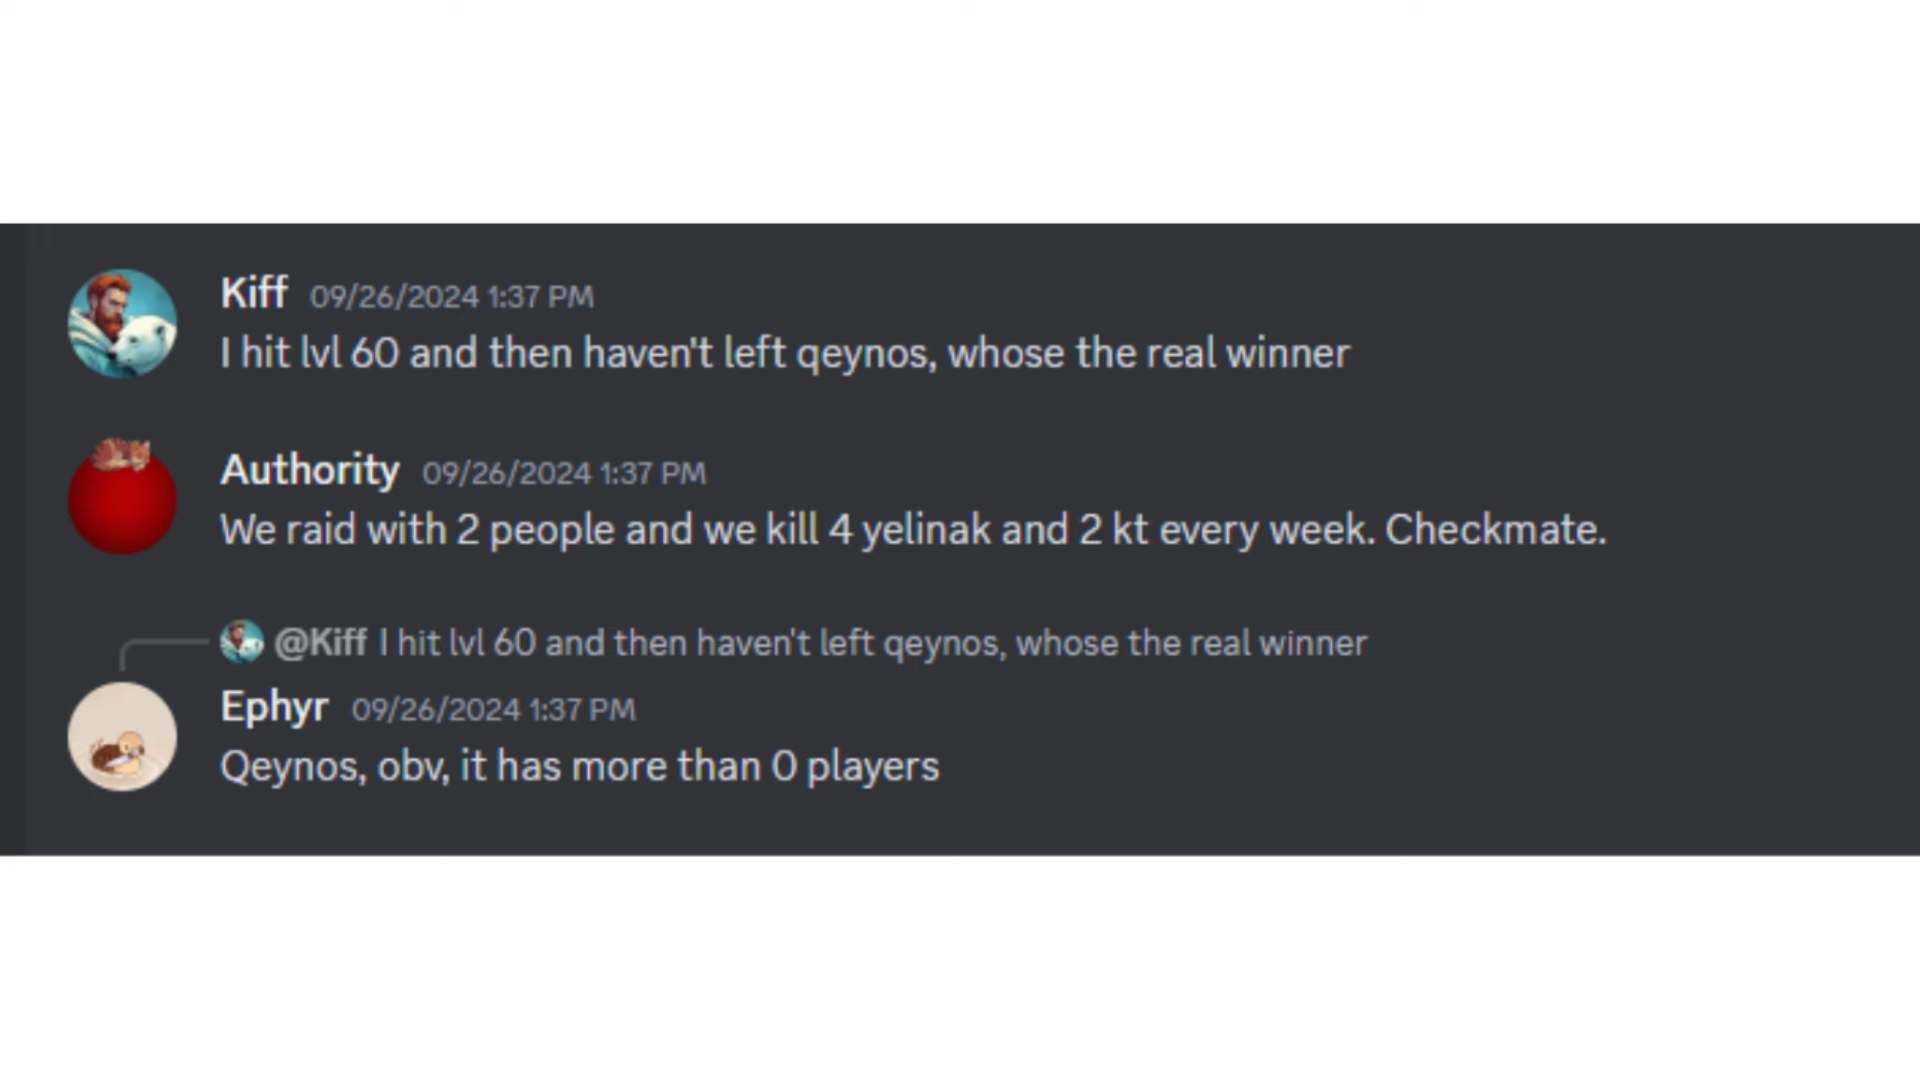 Kiff 09/26/2024 1:37 PM
I hit lvl 60 and then haven't left qeynos, whose the real winner
Authority 09/26/2024 1:37 PM
We raid with 2 people and we kill 4 yelinak and 2 kt every week. Checkmate.
@Kiff I hit lvl 60 and then haven't left qeynos, whose the real winner
Ephyr 09/26/2024 1:37 PM
Qeynos, obv, it has more than 0 players